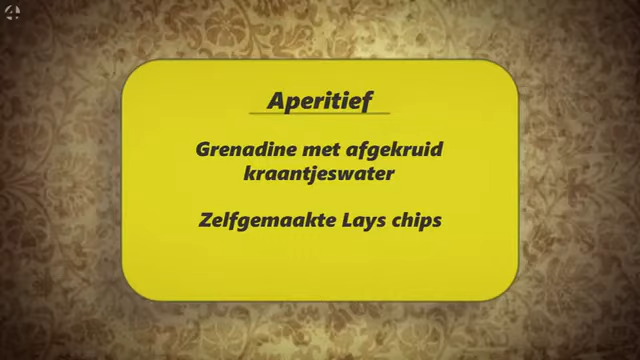 Aperitief
Grenadine met afgekruid
kraantjeswater
Zelfgemaakte Lays chips